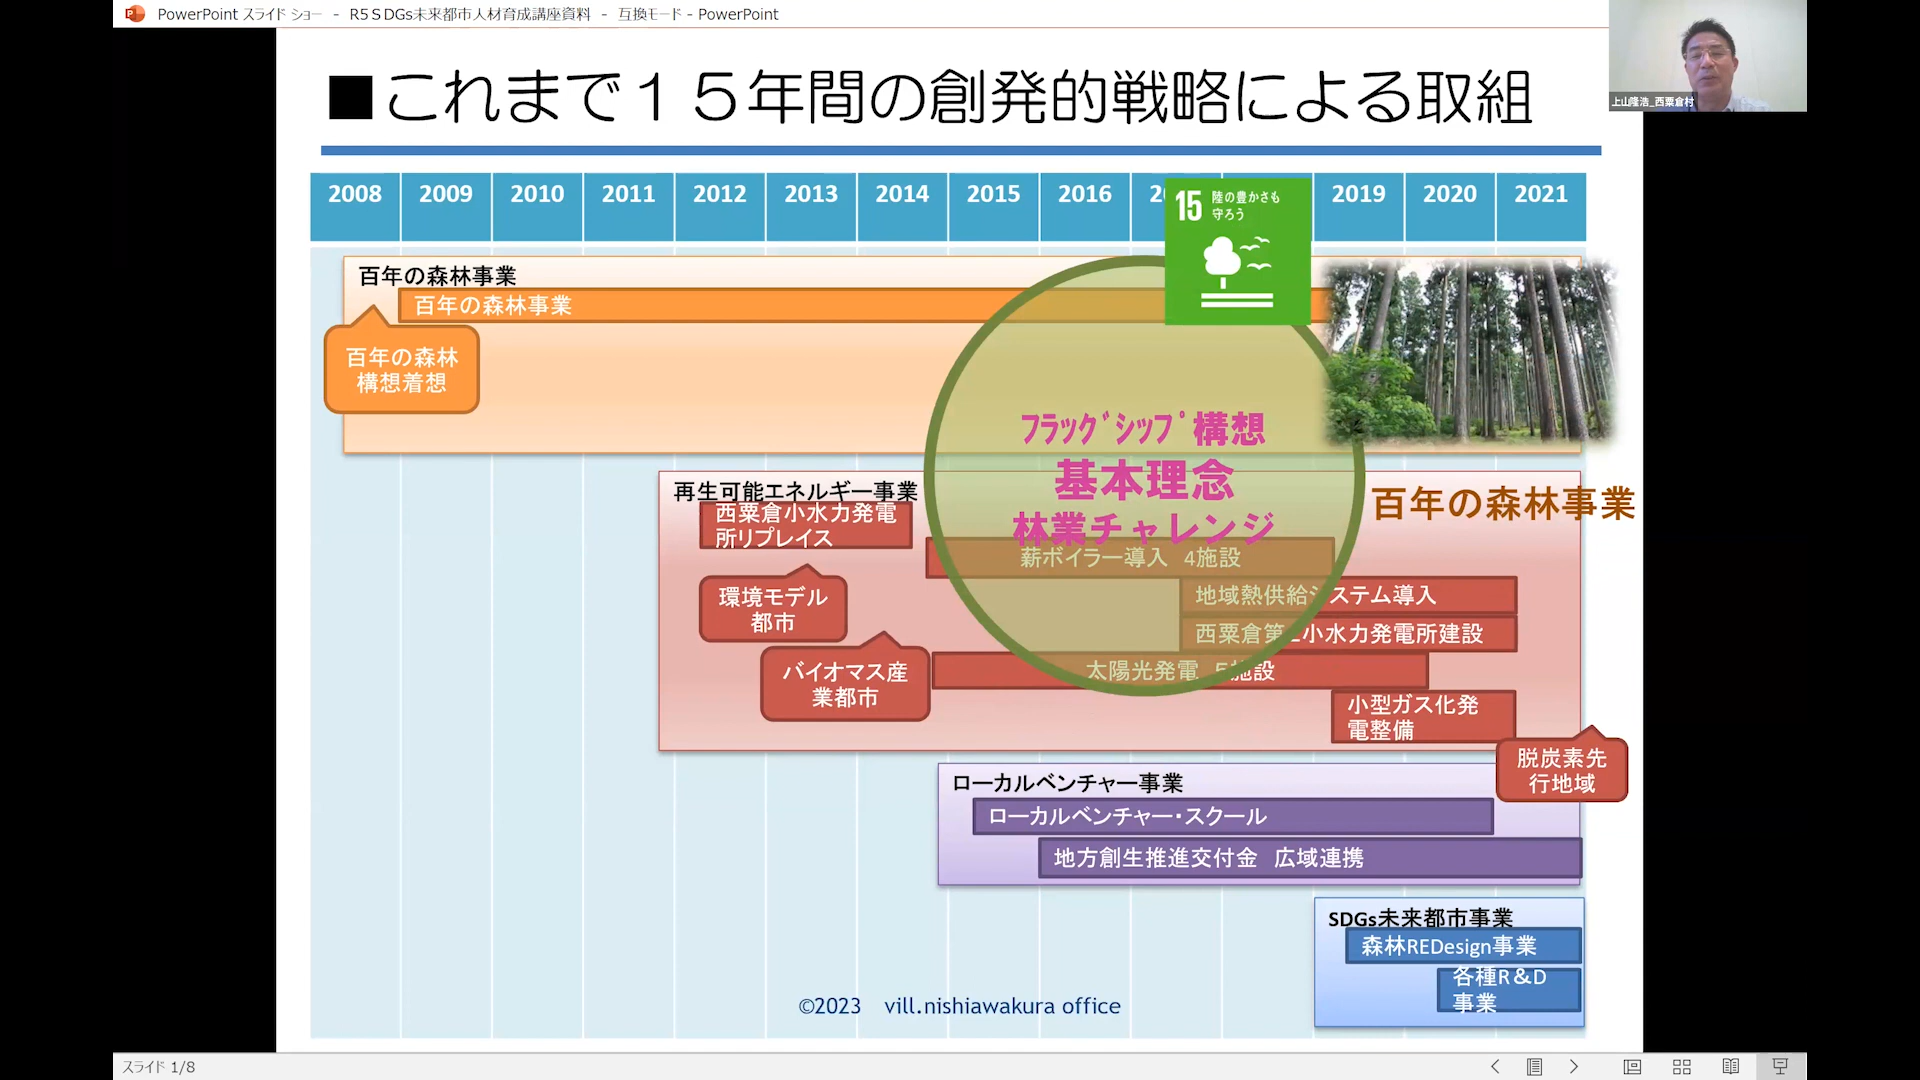 PowerPoint スライド ショー - R5ＳDGs未来都市人材育成講座資料 - 互換モード - PowerPoint
上山隆浩_西粟倉村
■これまで１５年間の創発的戦略による取組
2008 2009 2010 2011 2012 2013 2014 2015 2016 2019 2020 2021
15 陸の豊かさも
守ろう
百年の森林事業
百年の森林事業
百年の森林
構想着想
ﾌﾗｯｸﾞｼｯﾌﾟ構想
基本理念
林業チャレンジ
百年の森林事業
再生可能エネルギー事業
西粟倉小水力発電
所リプレイス
薪ボイラー導入　4施設
環境モデル
都市
地域熱供給システム導入
西粟倉第2小水力発電所建設
バイオマス産
業都市
太陽光発電　5施設
小型ガス化発
電整備
脱炭素先
行地域
ローカルベンチャー事業
ローカルベンチャー・スクール
地方創生推進交付金　広域連携
SDGs未来都市事業
森林REDesign事業
各種R＆D
事業
©2023　vill.nishiawakura office
スライド 1/8